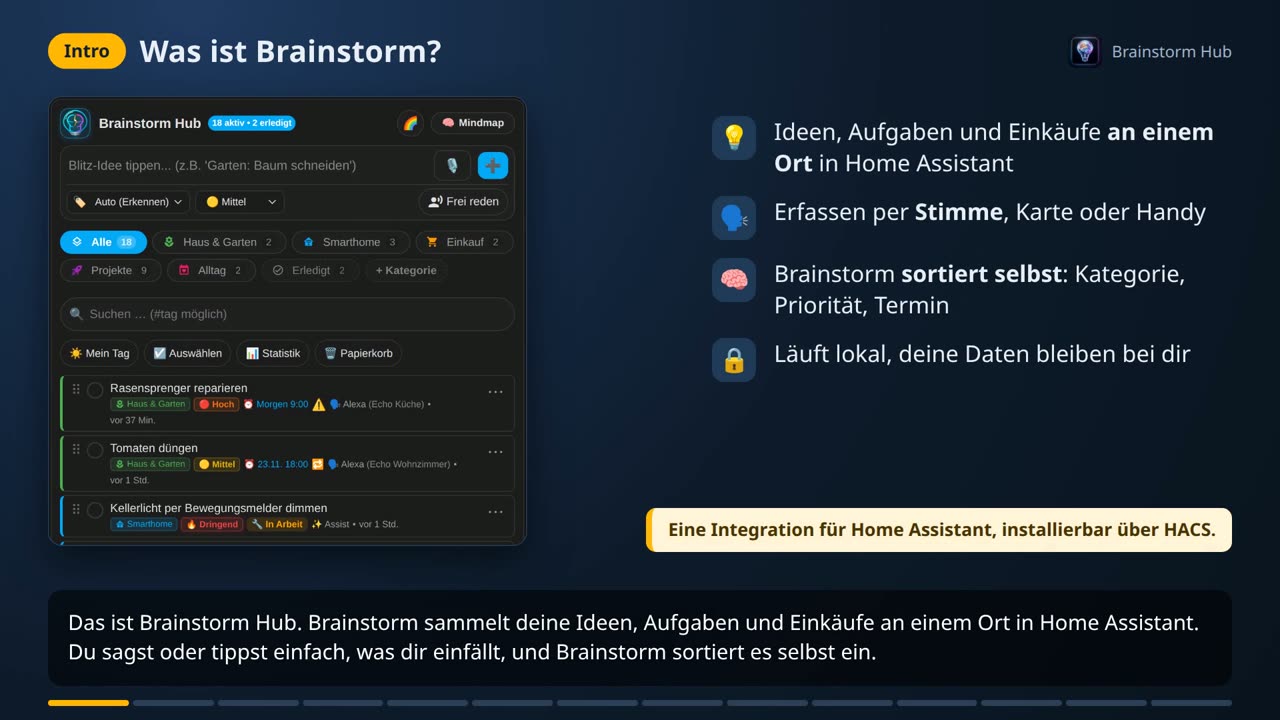 Intro
Was ist Brainstorm?
Brainstorm Hub
Brainstorm Hub
18 aktiv • 2 erledigt
Mindmap
Blitz-Idee tippen... (z.B. 'Garten: Baum schneiden')
Auto (Erkennen)
Mittel
Frei reden
Alle 18
Haus & Garten 2
Smarthome 3
Einkauf 2
Projekte 9
Alltag 2
Erledigt 2
+ Kategorie
Suchen … (#tag möglich)
Mein Tag
Auswählen
Statistik
Papierkorb
Rasensprenger reparieren
Haus & Garten Hoch Morgen 9:00 Alexa (Echo Küche) •
vor 37 Min.
Tomaten düngen
Haus & Garten Mittel 23.11. 18:00 Alexa (Echo Wohnzimmer) •
vor 1 Std.
Kellerlicht per Bewegungsmelder dimmen
Smarthome Dringend In Arbeit Assist • vor 1 Std.
Ideen, Aufgaben und Einkäufe an einem
Ort in Home Assistant
Erfassen per Stimme, Karte oder Handy
Brainstorm sortiert selbst: Kategorie,
Priorität, Termin
Läuft lokal, deine Daten bleiben bei dir
Eine Integration für Home Assistant, installierbar über HACS.
Das ist Brainstorm Hub. Brainstorm sammelt deine Ideen, Aufgaben und Einkäufe an einem Ort in Home Assistant.
Du sagst oder tippst einfach, was dir einfällt, und Brainstorm sortiert es selbst ein.